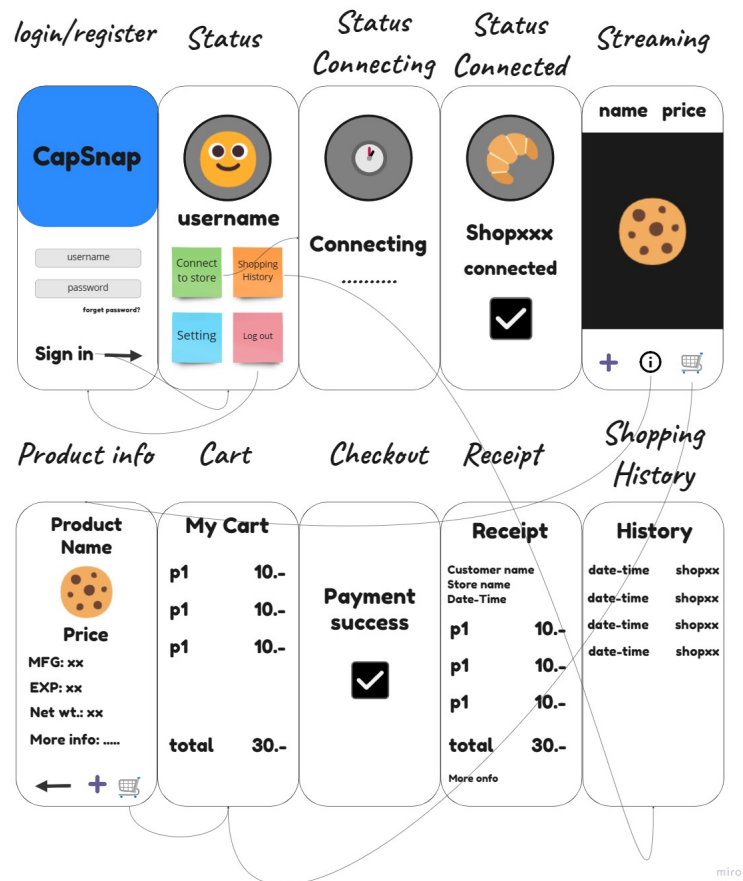 login/register
Status
Status
Connecting
Status
Connected
Streaming
CapSnap
username
password
forget password?
Sign in
username
Connect
to store
Shopping
History
Setting
Log out
Connecting
..........
Shopxxx
connected
name price
Product info
Cart
Checkout
Receipt
Shopping
History
Product
Name
Price
MFG: xx
EXP: xx
Net wt.: xx
More info: .....
My Cart
p1 10.-
p1 10.-
p1 10.-
total 30.-
Payment
success
Receipt
Customer name
Store name
Date-Time
p1 10.-
p1 10.-
p1 10.-
total 30.-
More onfo
History
date-time shopxx
date-time shopxx
date-time shopxx
date-time shopxx
miro